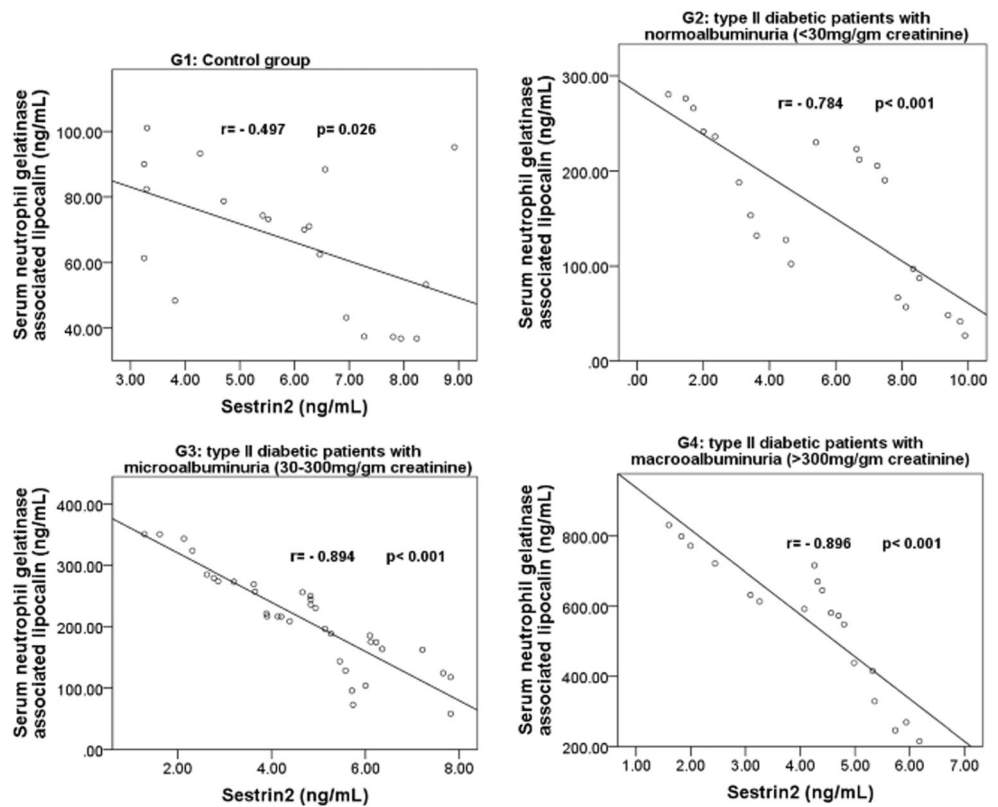 G1: Control group
r= - 0.497 p= 0.026
Serum neutrophil gelatinase
associated lipocalin (ng/mL)
100.00
80.00
60.00
40.00
3.00 4.00 5.00 6.00 7.00 8.00 9.00
Sestrin2 (ng/mL)
G2: type II diabetic patients with
normoalbuminuria (<30mg/gm creatinine)
r= - 0.784 p< 0.001
Serum neutrophil gelatinase
associated lipocalin (ng/mL)
300.00
200.00
100.00
.00
.00 2.00 4.00 6.00 8.00 10.00
Sestrin2 (ng/mL)
G3: type II diabetic patients with
microoalbuminuria (30-300mg/gm creatinine)
r= - 0.894 p< 0.001
Serum neutrophil gelatinase
associated lipocalin (ng/mL)
400.00
300.00
200.00
100.00
.00
2.00 4.00 6.00 8.00
Sestrin2 (ng/mL)
G4: type II diabetic patients with
macrooalbuminuria (>300mg/gm creatinine)
r= - 0.896 p< 0.001
Serum neutrophil gelatinase
associated lipocalin (ng/mL)
800.00
600.00
400.00
200.00
1.00 2.00 3.00 4.00 5.00 6.00 7.00
Sestrin2 (ng/mL)